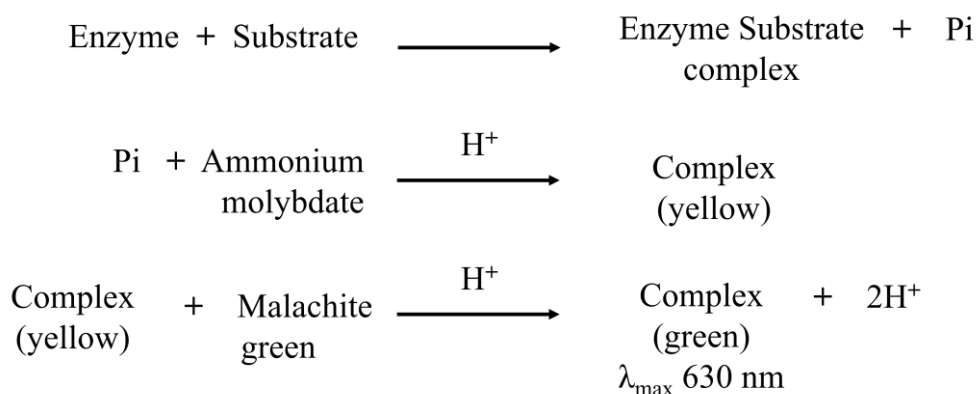 Enzyme + Substrate → Enzyme Substrate + Pi
complex
H⁺
Pi + Ammonium → Complex
molybdate (yellow)
H⁺
Complex + Malachite → Complex + 2H⁺
(yellow) green (green)
λmax 630 nm